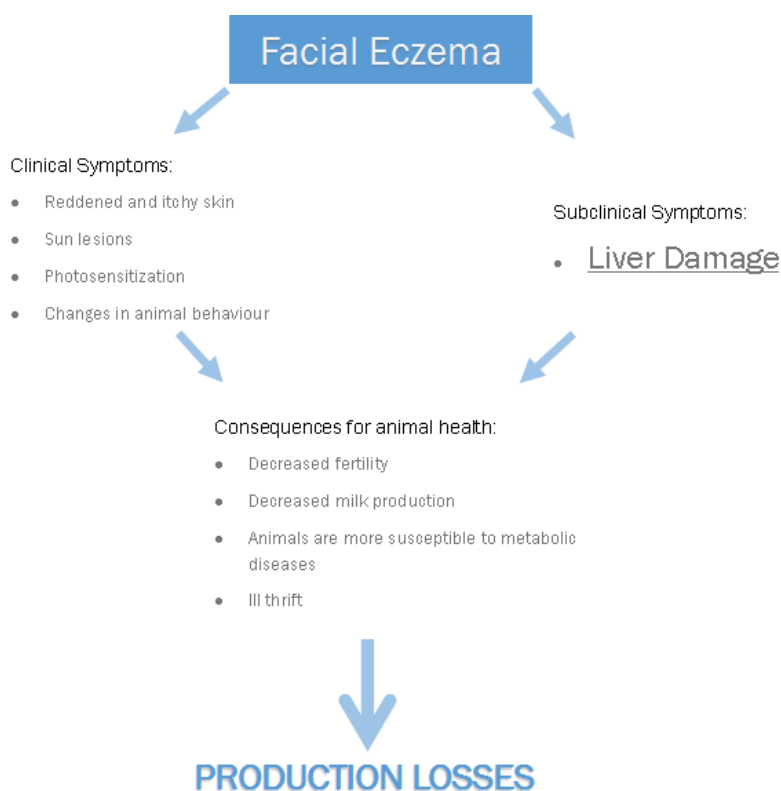 Facial Eczema
Clinical Symptoms:
• Reddened and itchy skin
• Sun lesions
• Photosensitization
• Changes in animal behaviour
Subclinical Symptoms:
• Liver Damage
Consequences for animal health:
• Decreased fertility
• Decreased milk production
• Animals are more susceptible to metabolic
diseases
• Ill thrift
PRODUCTION LOSSES